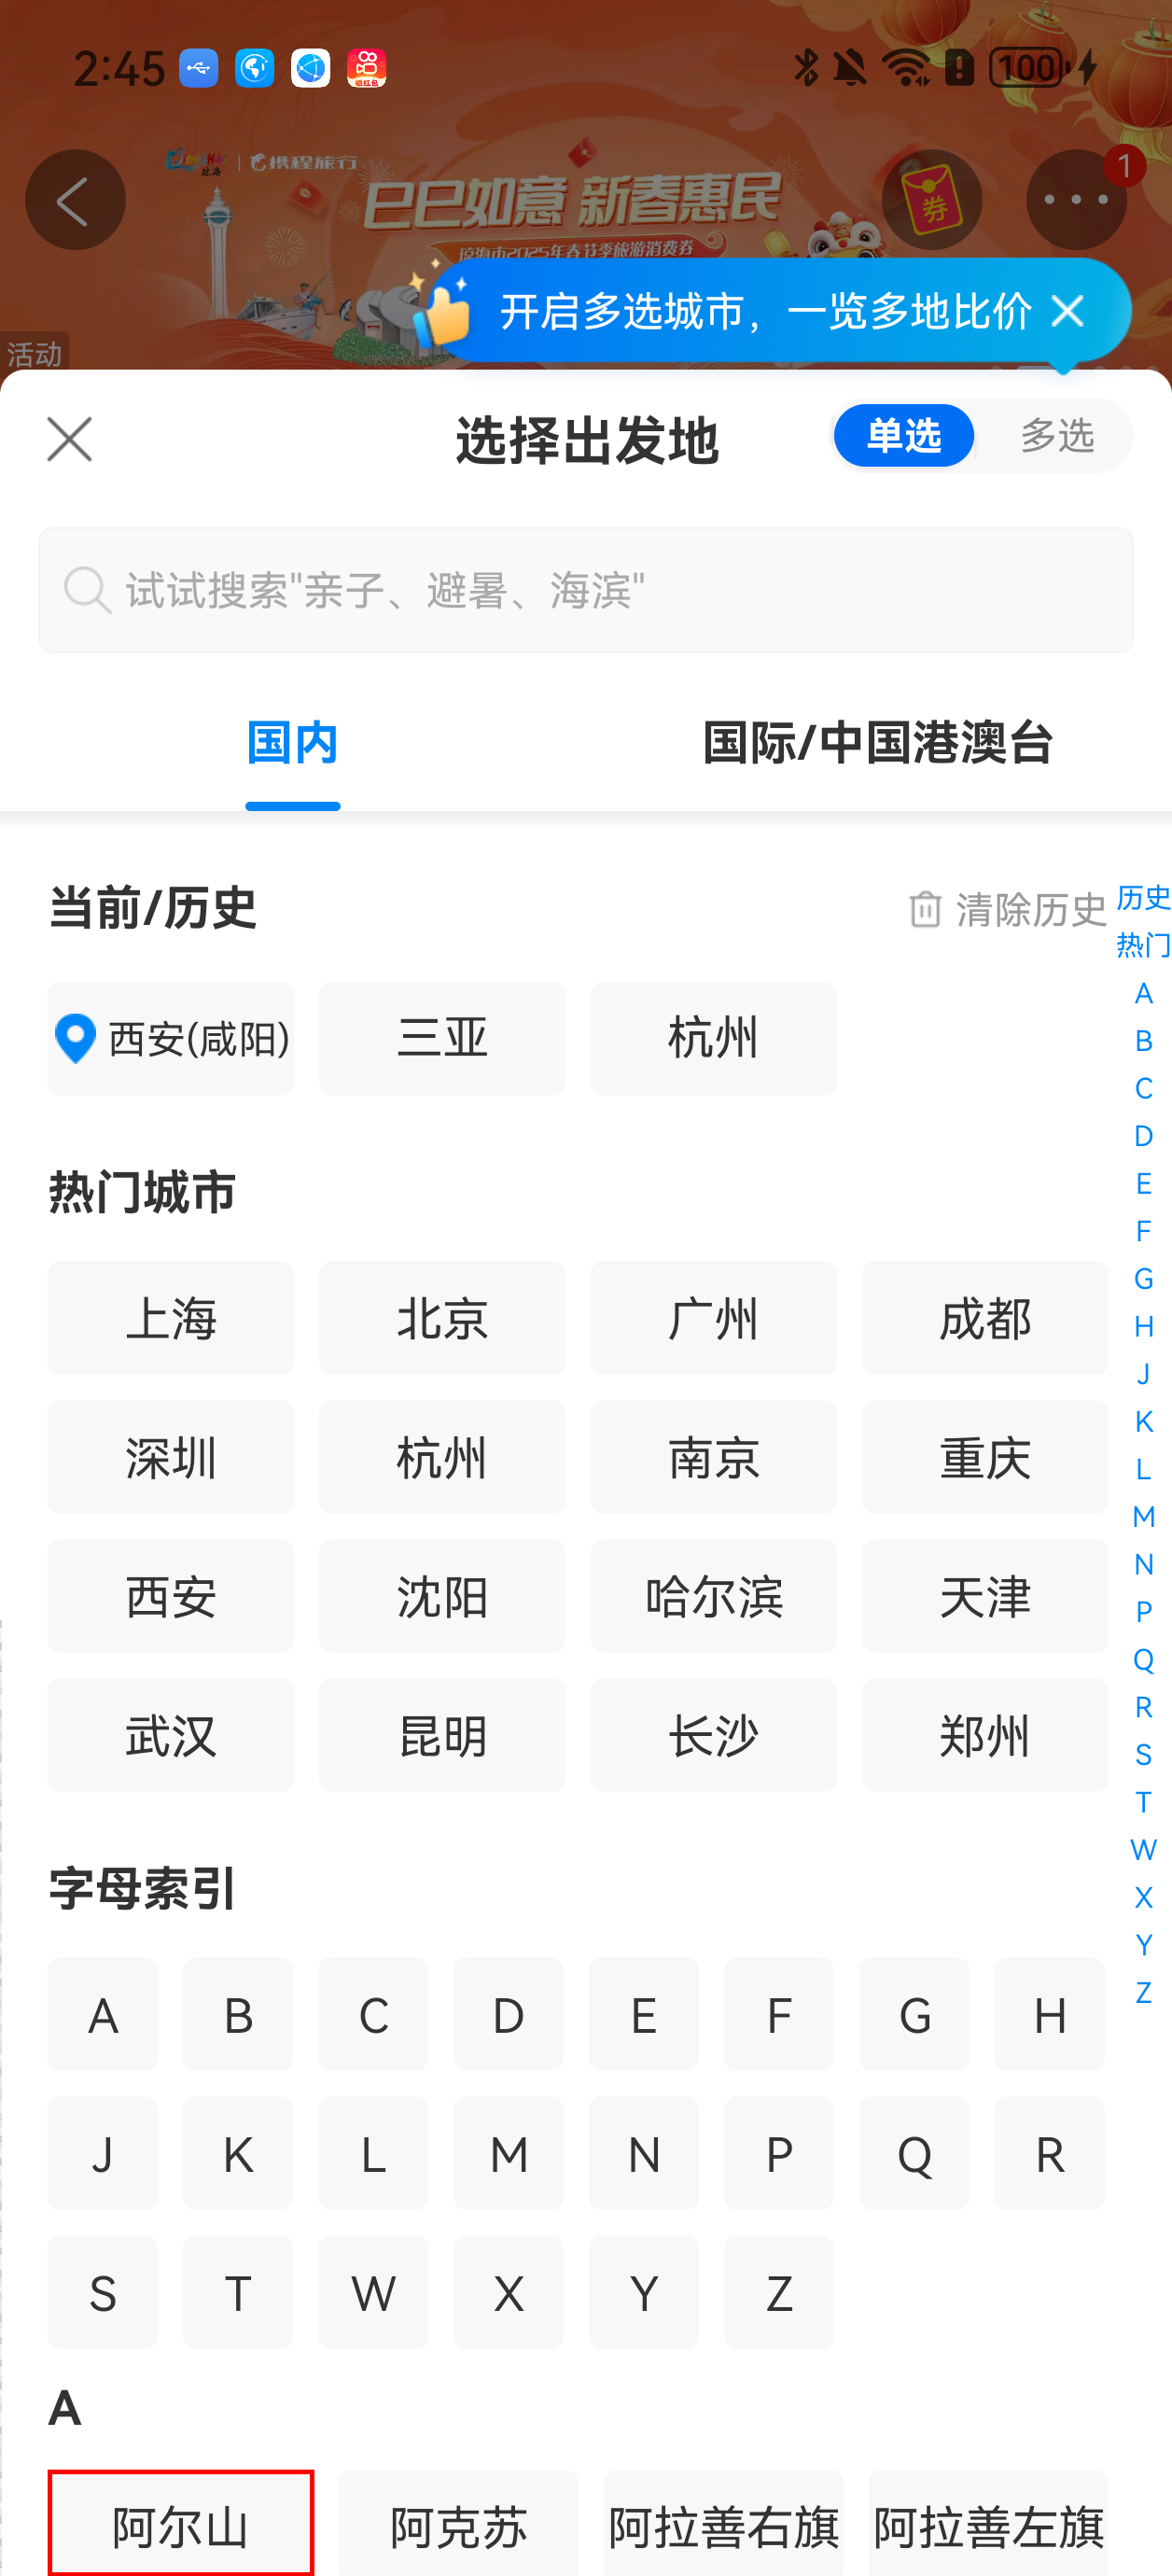 2:45
100
携程旅行
巳巳如意 新春惠民
琼海市2025年春节季旅游消费券
券
1
开启多选城市，一览多地比价
活动
选择出发地
单选
多选
试试搜索"亲子、避暑、海滨"
国内
国际/中国港澳台
当前/历史
清除历史
历史
热门
A
B
C
D
E
F
G
H
J
K
L
M
N
P
Q
R
S
T
W
X
Y
Z
西安(咸阳)
三亚
杭州
热门城市
上海
北京
广州
成都
深圳
杭州
南京
重庆
西安
沈阳
哈尔滨
天津
武汉
昆明
长沙
郑州
字母索引
A
B
C
D
E
F
G
H
J
K
L
M
N
P
Q
R
S
T
W
X
Y
Z
A
阿尔山
阿克苏
阿拉善右旗
阿拉善左旗